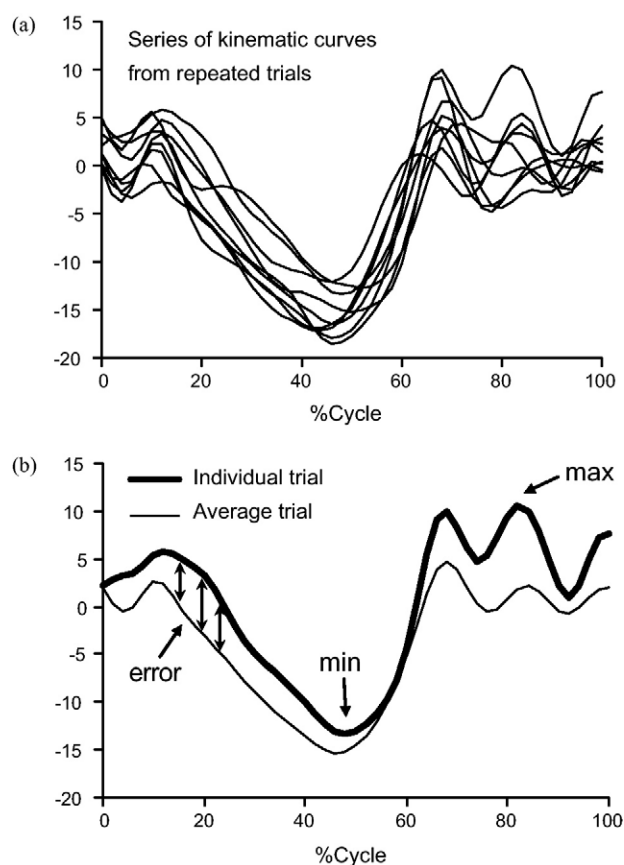 (a)
Series of kinematic curves
from repeated trials
15
10
5
0
-5
-10
-15
-20
0 20 40 60 80 100
%Cycle
(b)
Individual trial
Average trial
max
error
min
15
10
5
0
-5
-10
-15
-20
0 20 40 60 80 100
%Cycle